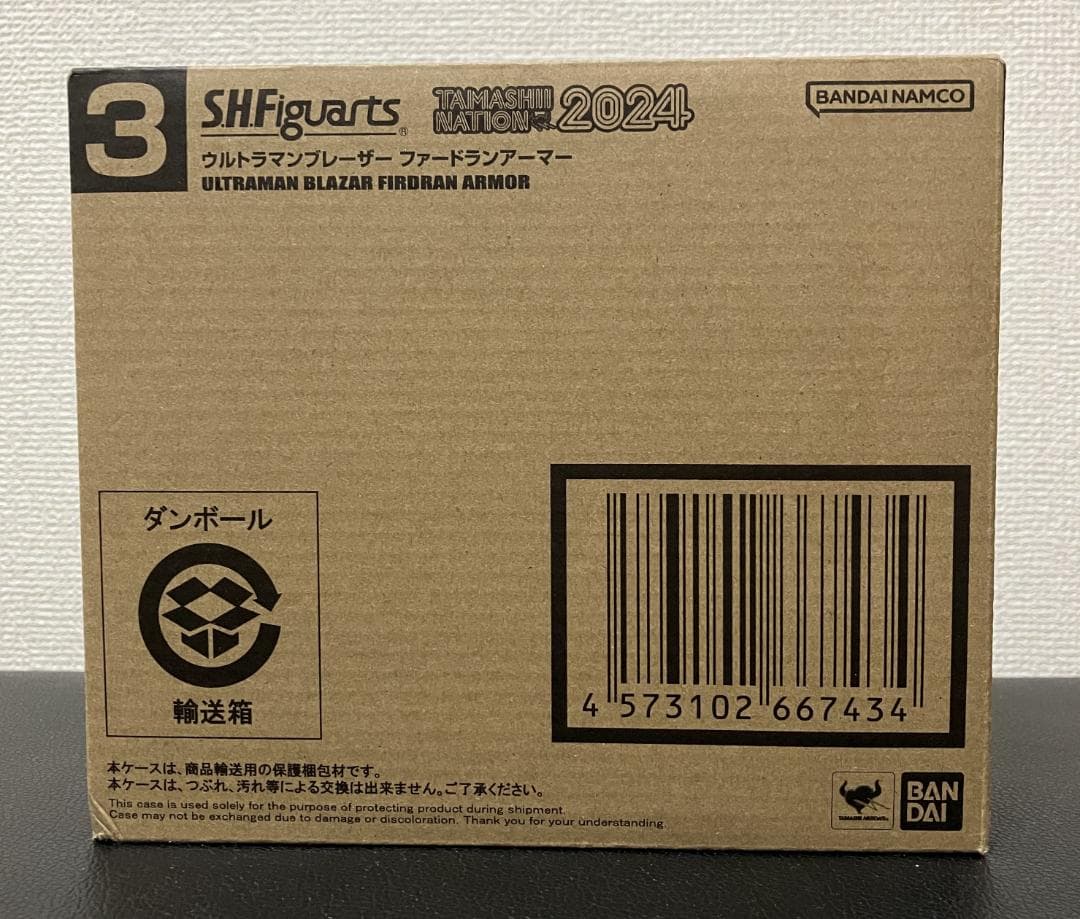 3
S.H.Figuarts®
TAMASHII
NATION 2024
BANDAI NAMCO
ウルトラマンブレーザー ファードランアーマー
ULTRAMAN BLAZAR FIRDRAN ARMOR
ダンボール
輸送箱
4 573102 667434
本ケースは、商品輸送用の保護梱包材です。
本ケースは、つぶれ、汚れ等による交換は出来ません。ご了承ください。
This case is used solely for the purpose of protecting product during shipment.
Case may not be exchanged due to damage or discoloration. Thank you for your understanding.
BAN
DAI